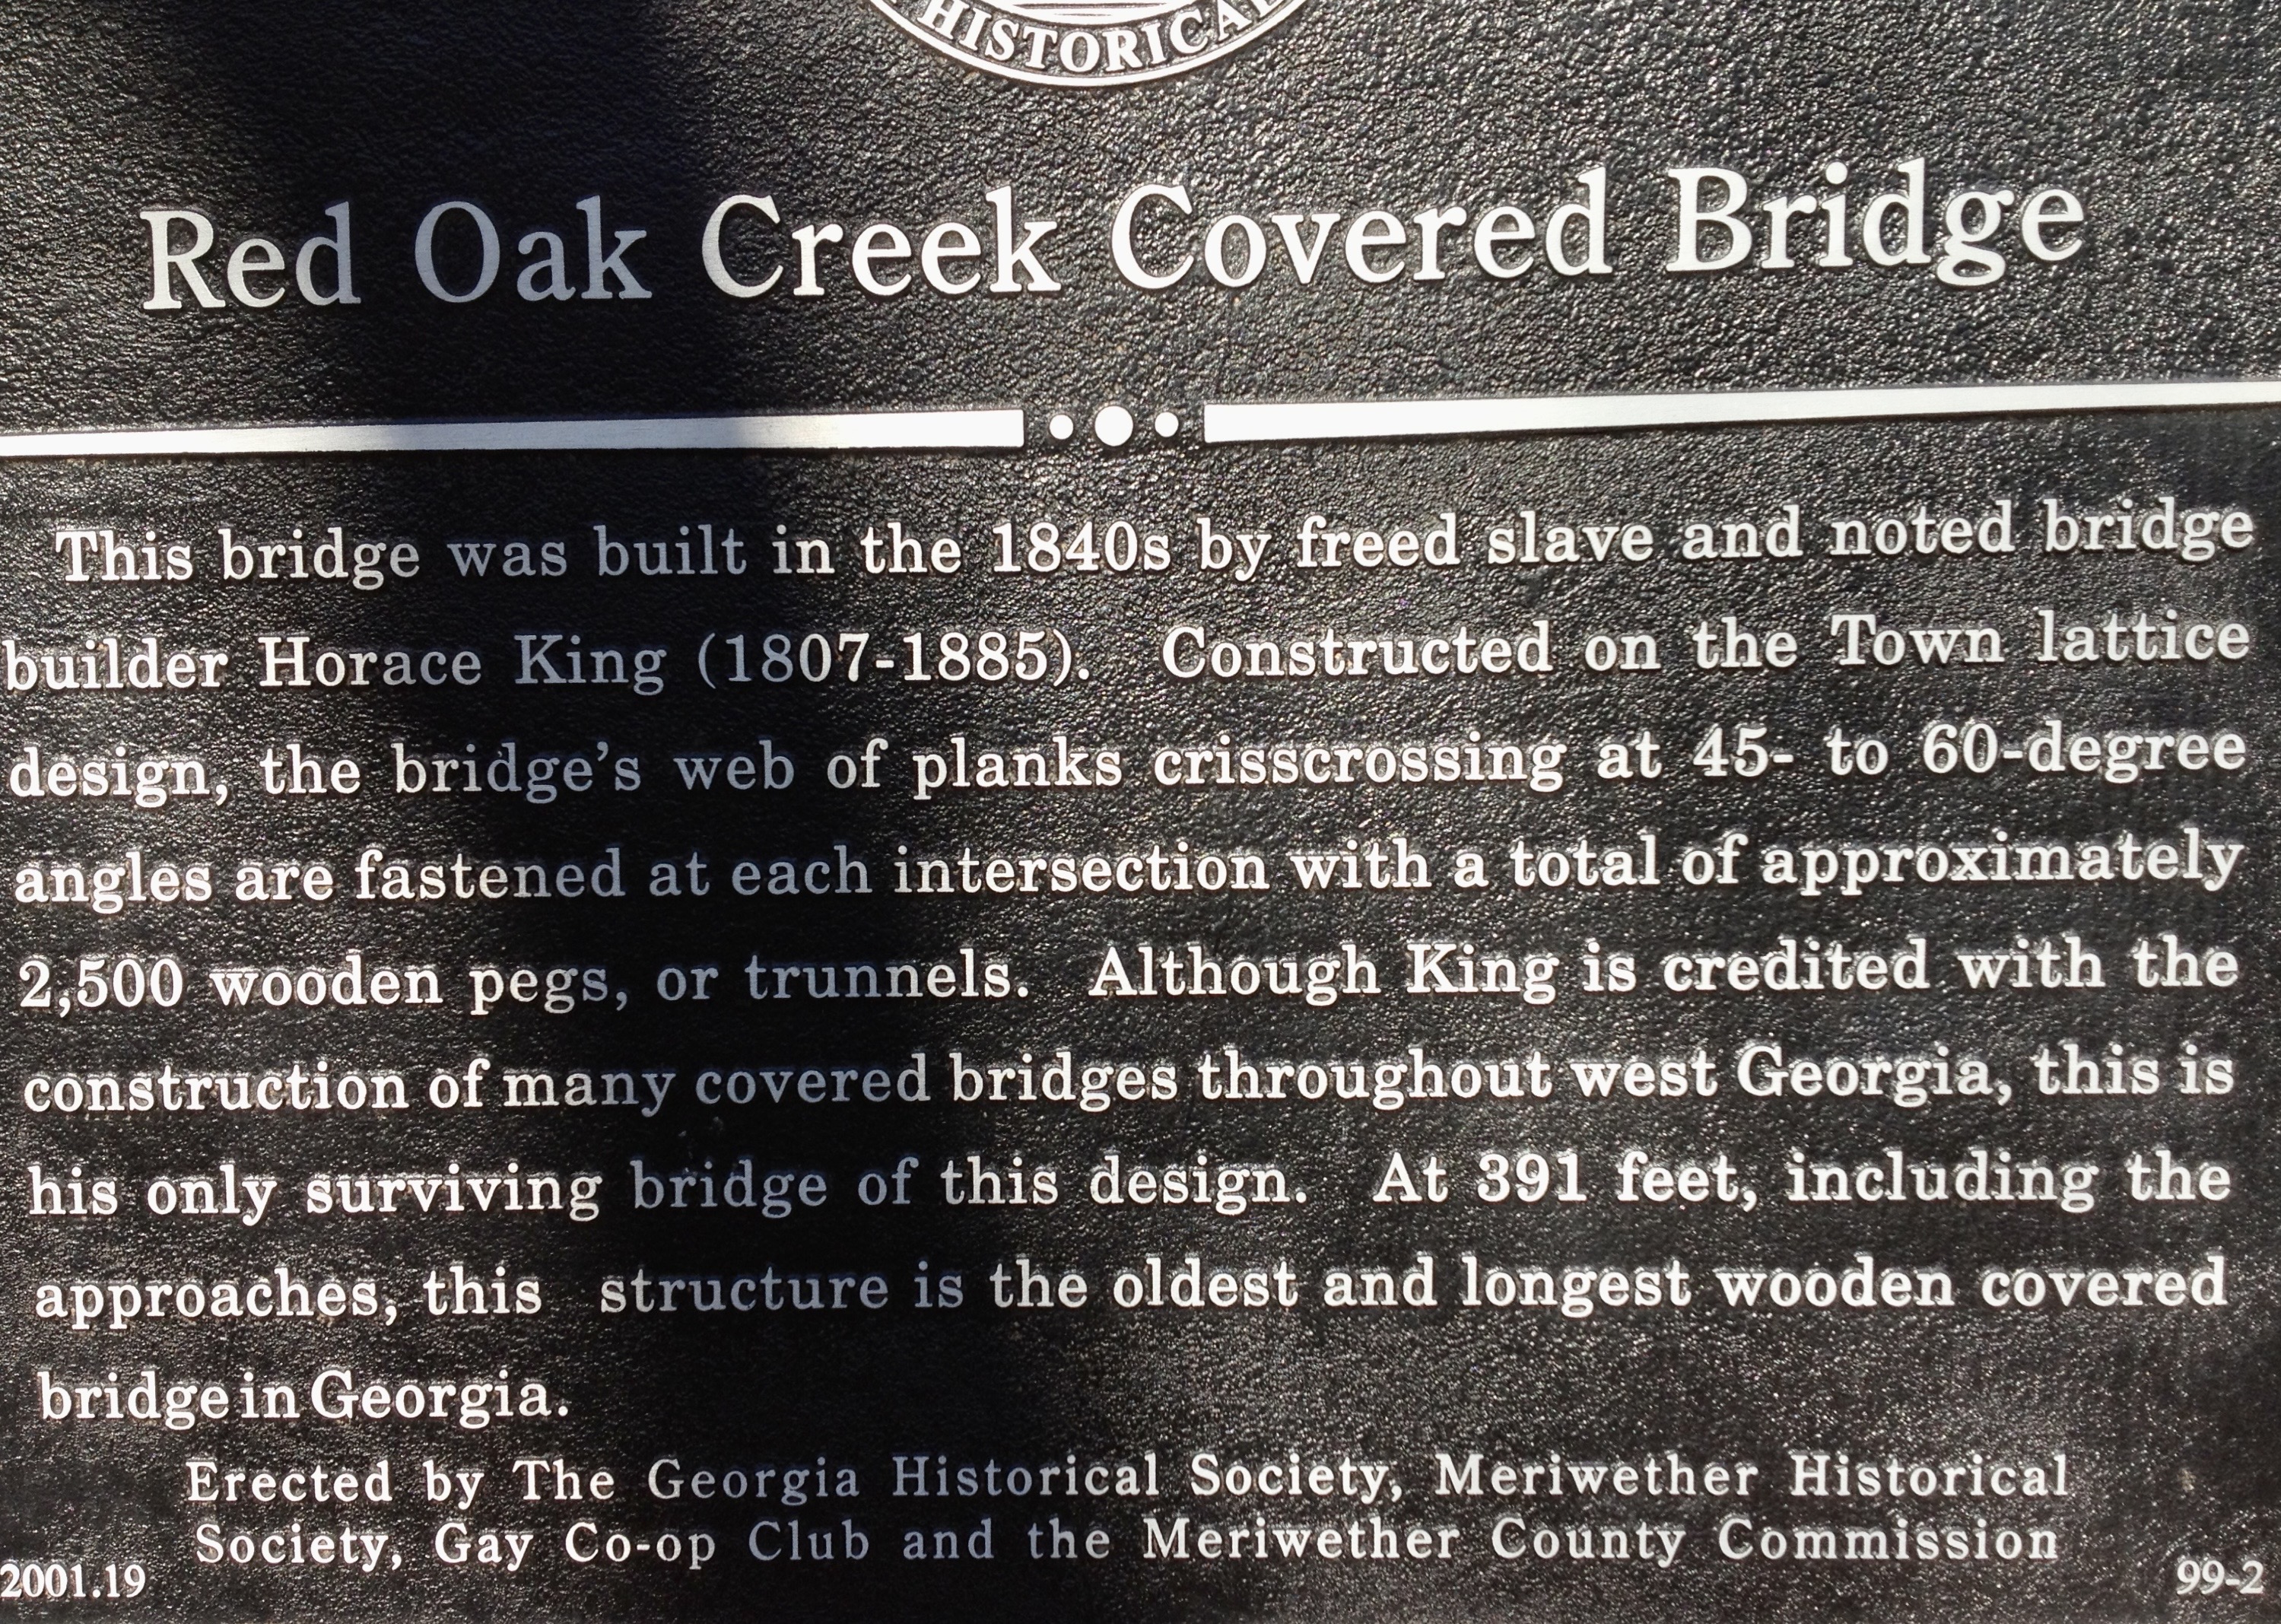 HISTORICAL
Red Oak Creek Covered Bridge
This bridge was built in the 1840s by freed slave and noted bridge
builder Horace King (1807-1885). Constructed on the Town lattice
design, the bridge's web of planks crisscrossing at 45- to 60-degree
angles are fastened at each intersection with a total of approximately
2,500 wooden pegs, or trunnels. Although King is credited with the
construction of many covered bridges throughout west Georgia, this is
his only surviving bridge of this design. At 391 feet, including the
approaches, this structure is the oldest and longest wooden covered
bridge in Georgia.
Erected by The Georgia Historical Society, Meriwether Historical
Society, Gay Co-op Club and the Meriwether County Commission
2001.19 99-2